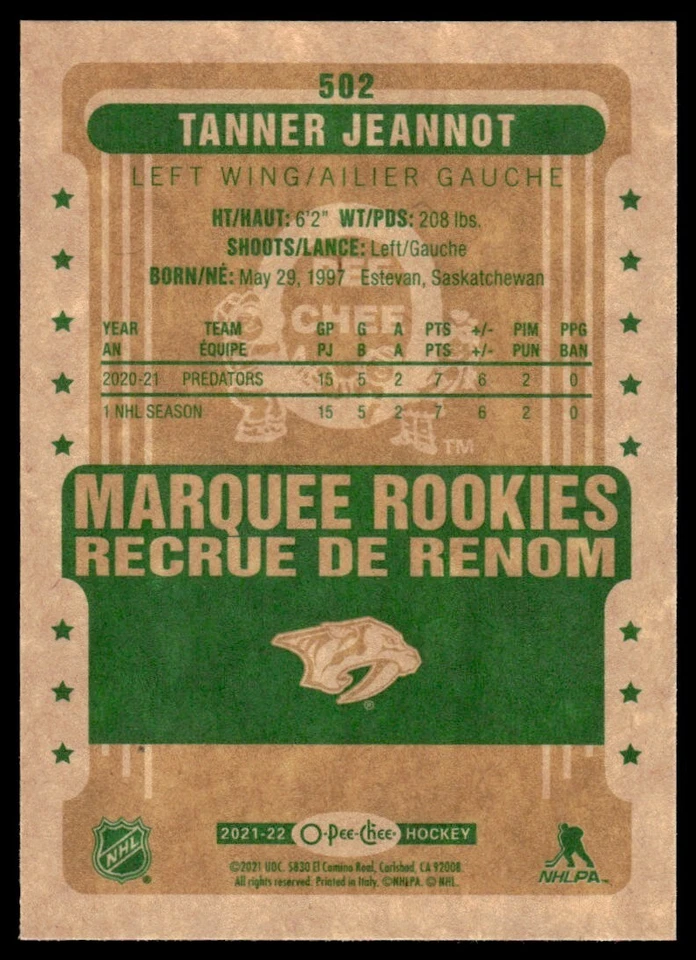 502
TANNER JEANNOT
LEFT WING/AILIER GAUCHE
HT/HAUT: 6'2" WT/PDS: 208 lbs.
SHOOTS/LANCE: Left/Gauche
BORN/NÉ: May 29, 1997 Estevan, Saskatchewan
PEE
CHEE
YEAR TEAM GP G A PTS +/- PIM PPG
AN ÉQUIPE PJ B A PTS +/- PUN BAN
2020-21 PREDATORS 15 5 2 7 6 2 0
1 NHL SEASON 15 5 2 7 6 2 0
TM
MARQUEE ROOKIES
RECRUE DE RENOM
®
2021-22 O-Pee-Chee HOCKEY
NHL ®
©2021 UDC. 5830 El Camino Real, Carlsbad, CA 92008.
All rights reserved. Printed in Italy. ©NHLPA. © NHL.
NHLPA™